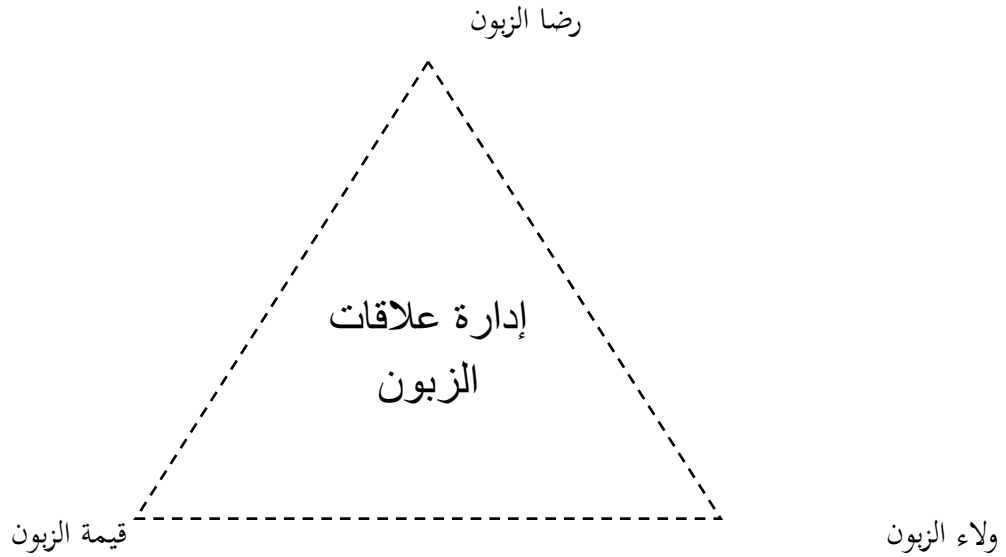 رضا الزبون
إدارة علاقات
الزبون
ولاء الزبون
قيمة الزبون